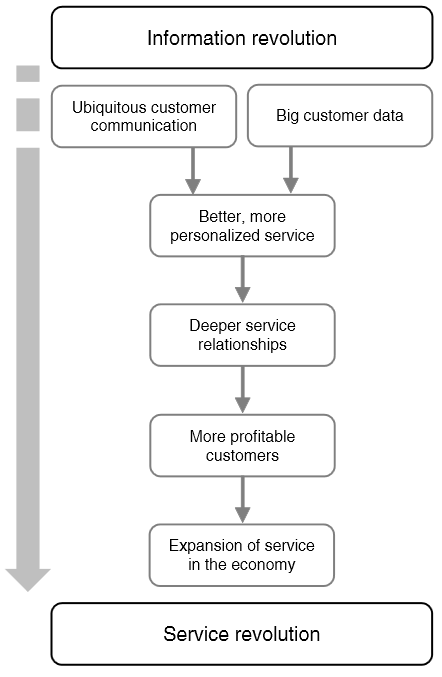 Information revolution
Ubiquitous customer
communication
Big customer data
Better, more
personalized service
Deeper service
relationships
More profitable
customers
Expansion of service
in the economy
Service revolution